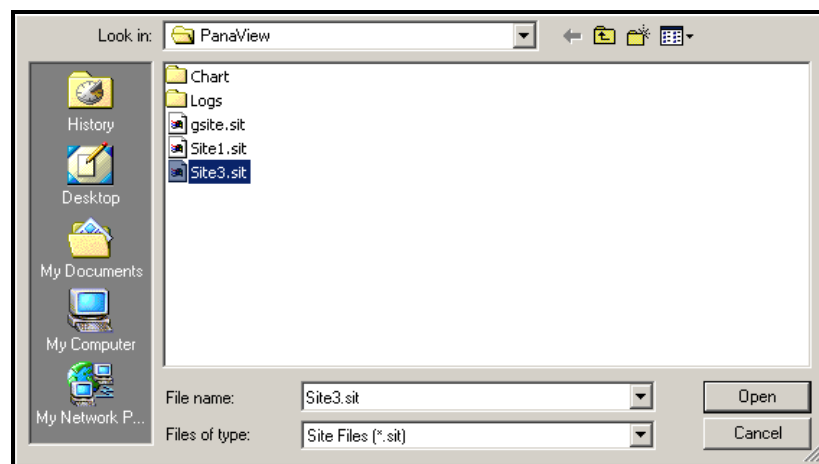 Look in: PanaView
History
Desktop
My Documents
My Computer
My Network P...
Chart
Logs
gsite.sit
Site1.sit
Site3.sit
File name: Site3.sit Open
Files of type: Site Files (*.sit) Cancel